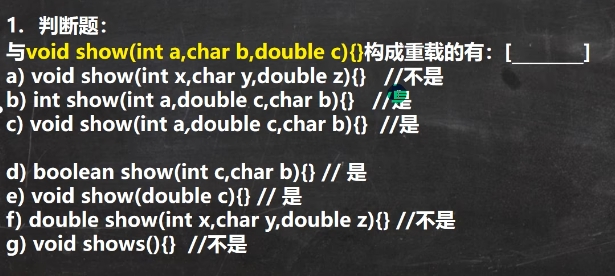 1. 判断题：
与void show(int a,char b,double c){}构成重载的有：[_______]
a) void show(int x,char y,double z){} //不是
b) int show(int a,double c,char b){} //是
c) void show(int a,double c,char b){} //是
d) boolean show(int c,char b){} // 是
e) void show(double c){} // 是
f) double show(int x,char y,double z){} //不是
g) void shows(){} //不是